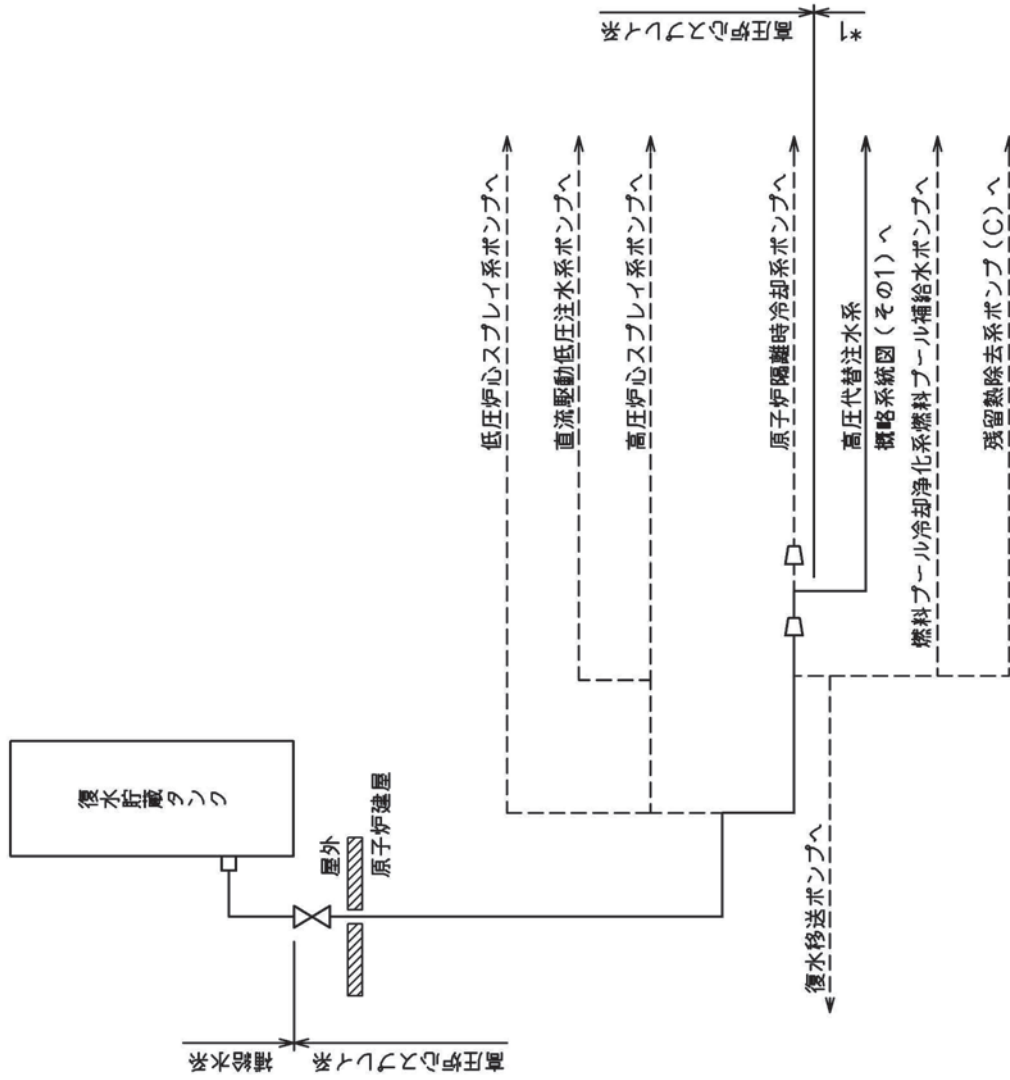 高圧炉心スプレイ系
*1
低圧炉心スプレイ系ポンプへ
直流駆動低圧注水系ポンプへ
高圧炉心スプレイ系ポンプへ
原子炉隔離時冷却系ポンプへ
高圧代替注水系
概略系統図(その1)へ
燃料プール冷却浄化系燃料プール補給水ポンプへ
残留熱除去系ポンプ(C)へ
復水貯蔵タンク
屋外
原子炉建屋
復水移送ポンプへ
補給水系
高圧炉心スプレイ系